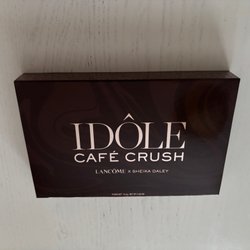 IDÔLE
CAFÉ CRUSH
LANCÔME X SHEIKA DALEY